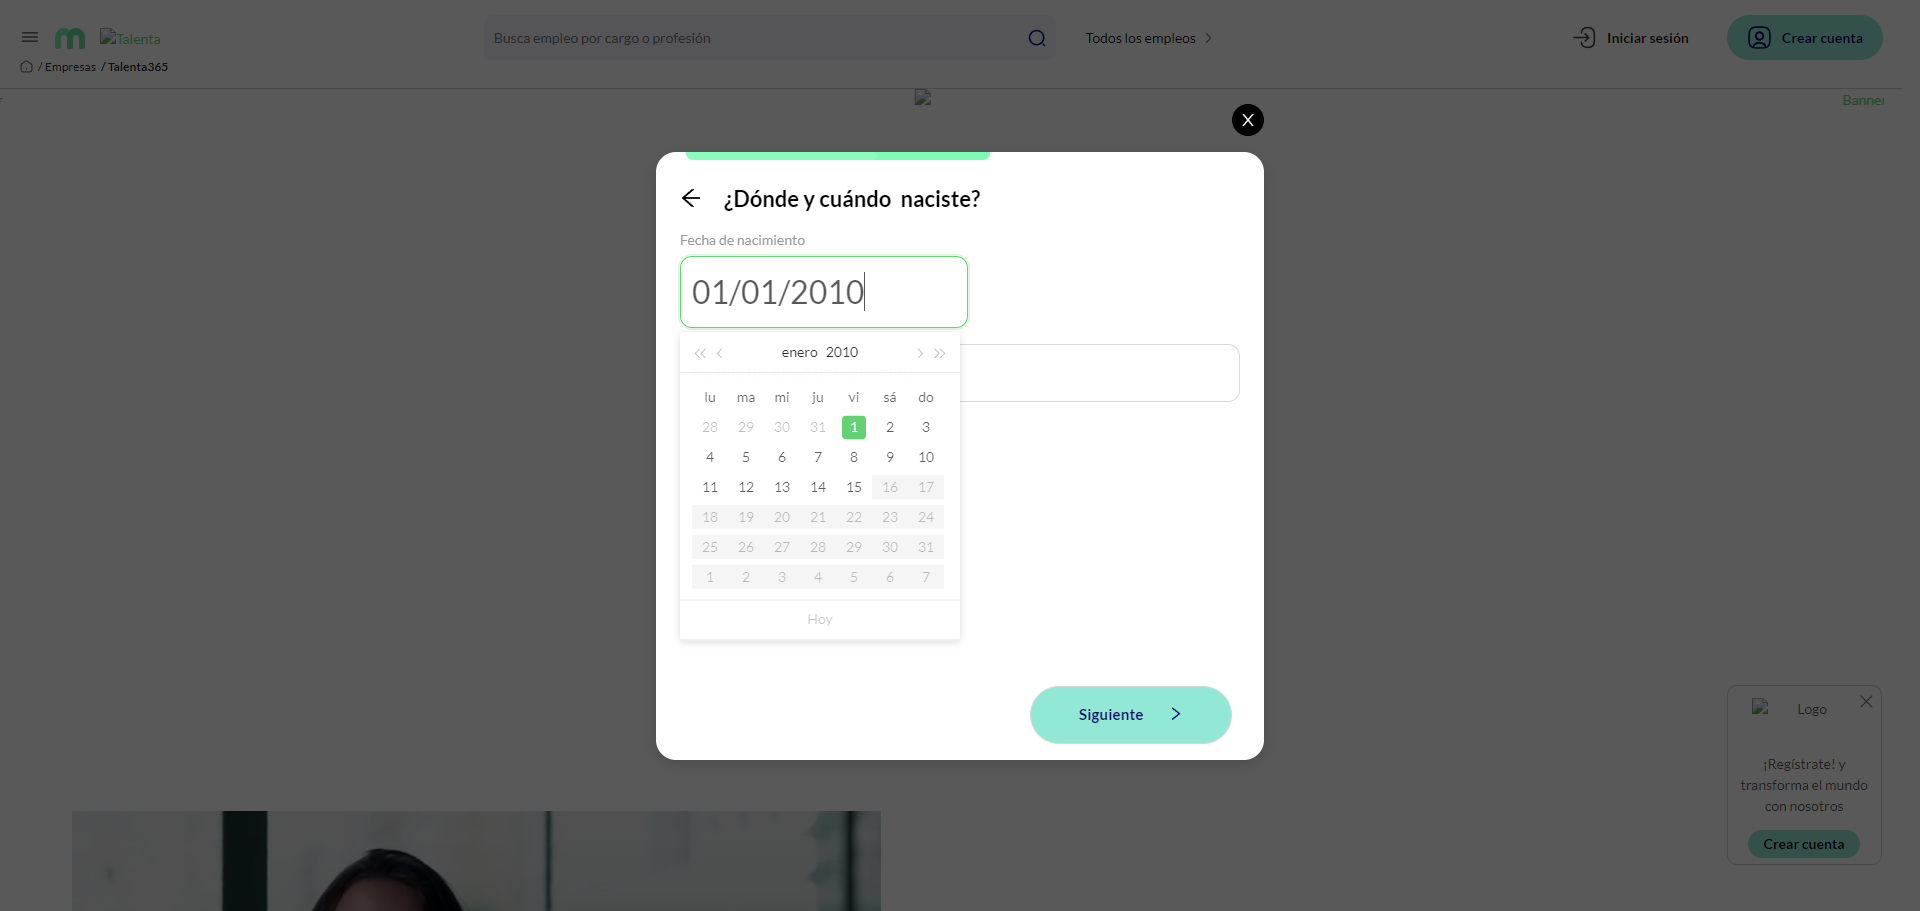 m Talenta
Busca empleo por cargo o profesión
Todos los empleos
Iniciar sesión
Crear cuenta
/ Empresas / Talenta365
Banner
X
¿Dónde y cuándo naciste?
Fecha de nacimiento
01/01/2010
enero 2010
lu ma mi ju vi sá do
28 29 30 31 1 2 3
4 5 6 7 8 9 10
11 12 13 14 15 16 17
18 19 20 21 22 23 24
25 26 27 28 29 30 31
1 2 3 4 5 6 7
Hoy
Siguiente
Logo
¡Regístrate! y
transforma el mundo
con nosotros
Crear cuenta